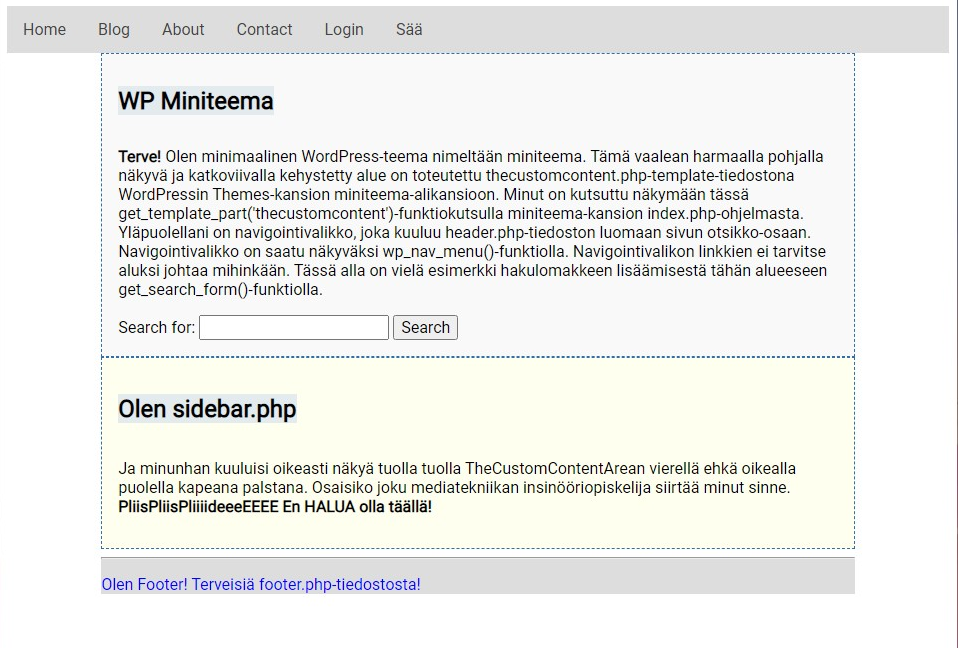 Home Blog About Contact Login Sää
WP Miniteema
Terve! Olen minimaalinen WordPress-teema nimeltään miniteema. Tämä vaalean harmaalla pohjalla
näkyvä ja katkoviivalla kehystetty alue on toteutettu thecustomcontent.php-template-tiedostona
WordPressin Themes-kansion miniteema-alikansioon. Minut on kutsuttu näkymään tässä
get_template_part('thecustomcontent')-funktiokutsulla miniteema-kansion index.php-ohjelmasta.
Yläpuolellani on navigointivalikko, joka kuuluu header.php-tiedoston luomaan sivun otsikko-osaan.
Navigointivalikko on saatu näkyväksi wp_nav_menu()-funktiolla. Navigointivalikon linkkien ei tarvitse
aluksi johtaa mihinkään. Tässä alla on vielä esimerkki hakulomakkeen lisäämisestä tähän alueeseen
get_search_form()-funktiolla.
Search for: Search
Olen sidebar.php
Ja minunhan kuuluisi oikeasti näkyä tuolla tuolla TheCustomContentArean vierellä ehkä oikealla
puolella kapeana palstana. Osaisiko joku mediatekniikan insinööriopiskelija siirtää minut sinne.
PliisPliisPliiiideeeEEEE En HALUA olla täällä!
Olen Footer! Terveisiä footer.php-tiedostosta!